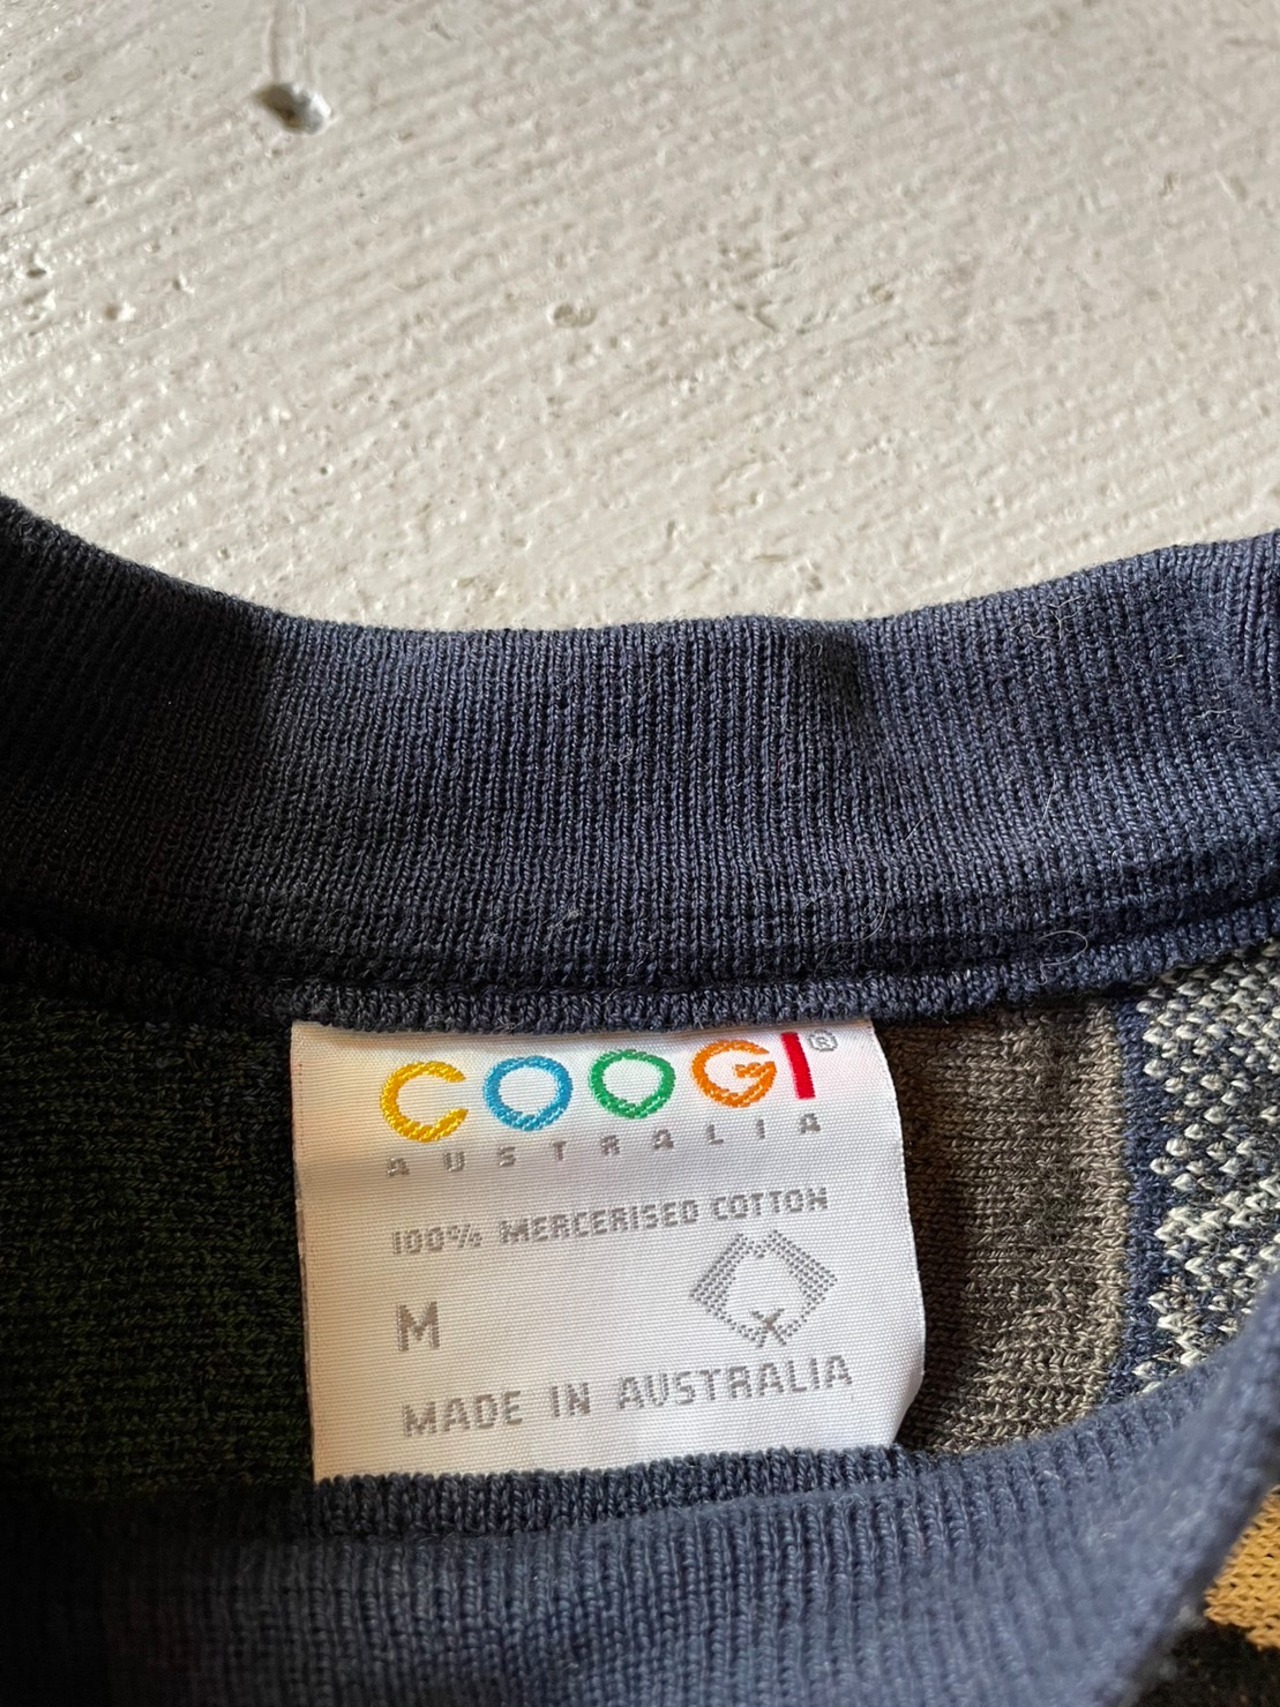 COOGI®
AUSTRALIA
100% MERCERISED COTTON
M
MADE IN AUSTRALIA